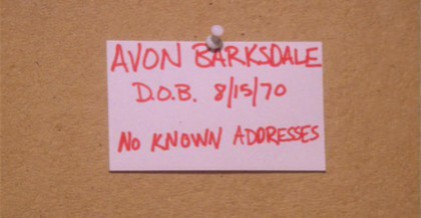 AVON BARKSDALE
D.O.B. 8/15/70
NO KNOWN ADDRESSES